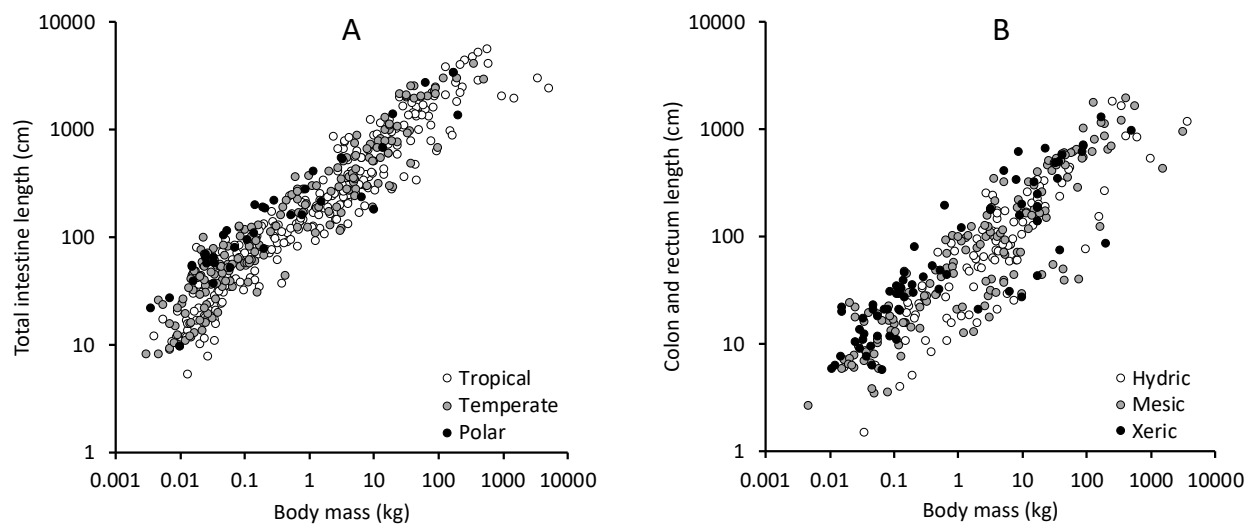 A
Total intestine length (cm)
10000
1000
100
10
1
0.001 0.01 0.1 1 10 100 1000 10000
Body mass (kg)
Tropical
Temperate
Polar
B
Colon and rectum length (cm)
10000
1000
100
10
1
0.001 0.01 0.1 1 10 100 1000 10000
Body mass (kg)
Hydric
Mesic
Xeric